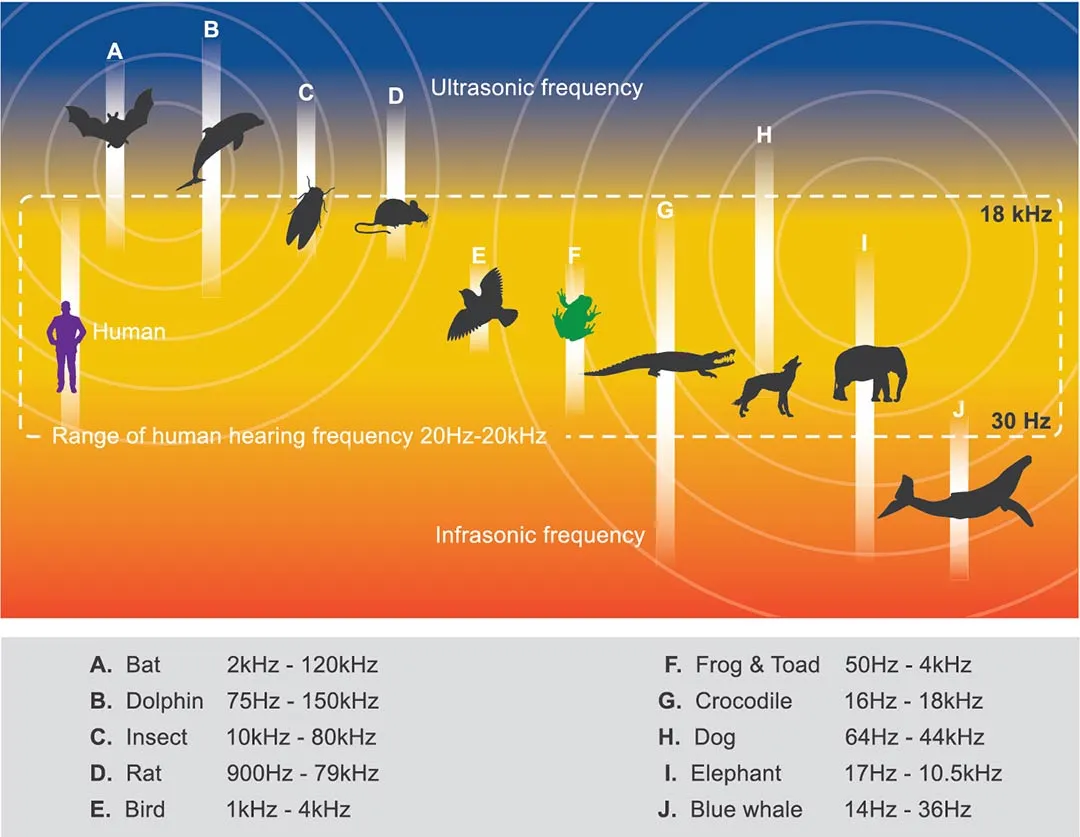 B
A
Ultrasonic frequency
C
D
H
G
18 kHz
E
F
I
Human
J
30 Hz
Range of human hearing frequency 20Hz-20kHz
Infrasonic frequency
A. Bat 2kHz - 120kHz
B. Dolphin 75Hz - 150kHz
C. Insect 10kHz - 80kHz
D. Rat 900Hz - 79kHz
E. Bird 1kHz - 4kHz
F. Frog & Toad 50Hz - 4kHz
G. Crocodile 16Hz - 18kHz
H. Dog 64Hz - 44kHz
I. Elephant 17Hz - 10.5kHz
J. Blue whale 14Hz - 36Hz